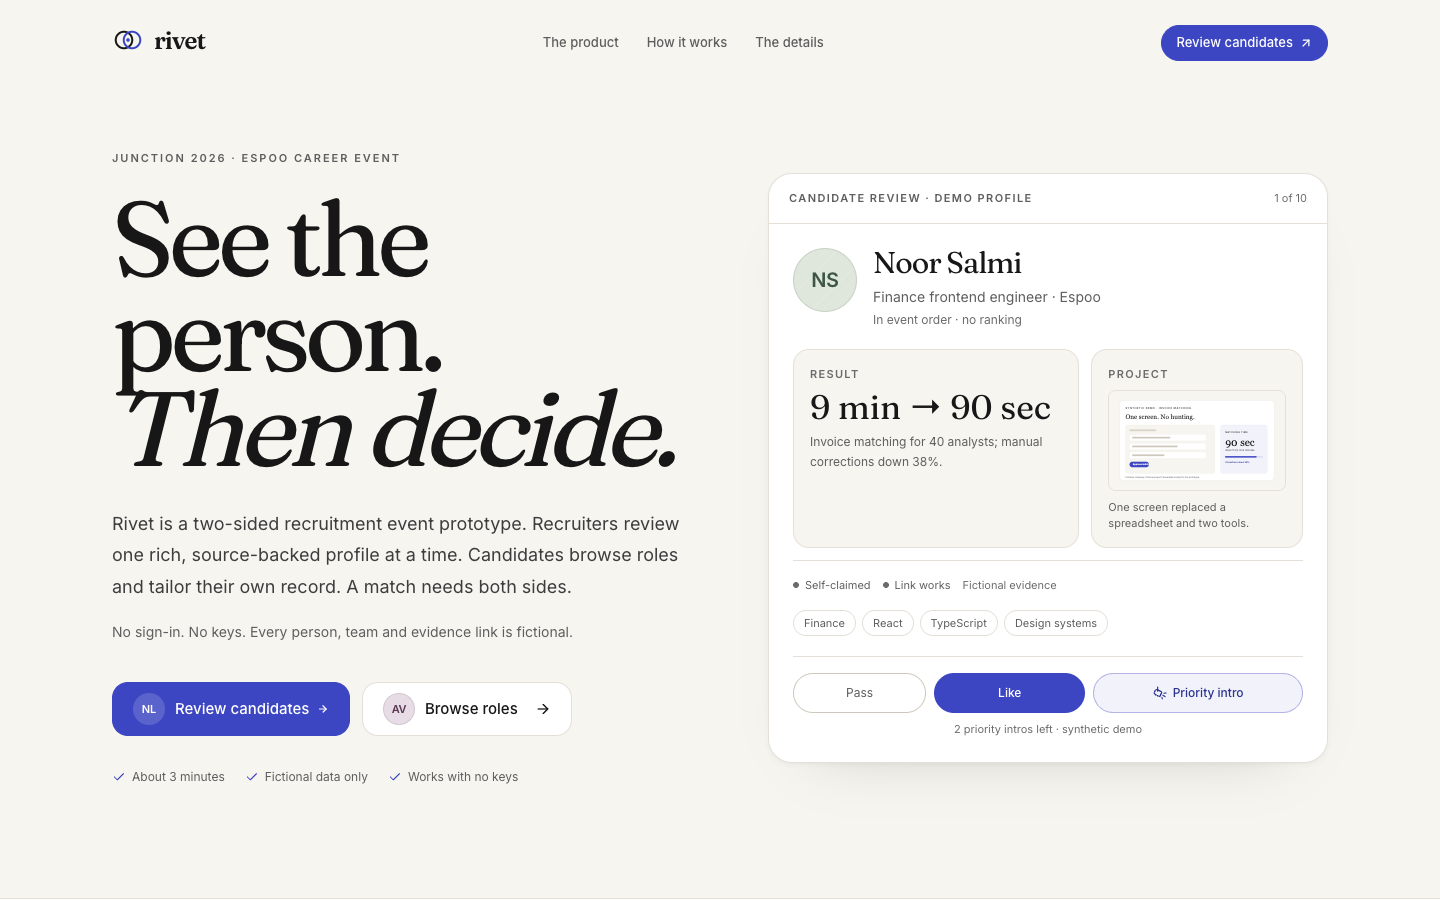 rivet
The product
How it works
The details
Review candidates
JUNCTION 2026 · ESPOO CAREER EVENT
See the
person.
Then decide.
Rivet is a two-sided recruitment event prototype. Recruiters review
one rich, source-backed profile at a time. Candidates browse roles
and tailor their own record. A match needs both sides.
No sign-in. No keys. Every person, team and evidence link is fictional.
NL Review candidates →
AV Browse roles →
About 3 minutes
Fictional data only
Works with no keys
CANDIDATE REVIEW · DEMO PROFILE
1 of 10
NS
Noor Salmi
Finance frontend engineer · Espoo
In event order · no ranking
RESULT
9 min → 90 sec
Invoice matching for 40 analysts; manual
corrections down 38%.
PROJECT
One screen. No hunting.
90 sec
One screen replaced a
spreadsheet and two tools.
Self-claimed
Link works
Fictional evidence
Finance
React
TypeScript
Design systems
Pass
Like
Priority intro
2 priority intros left · synthetic demo